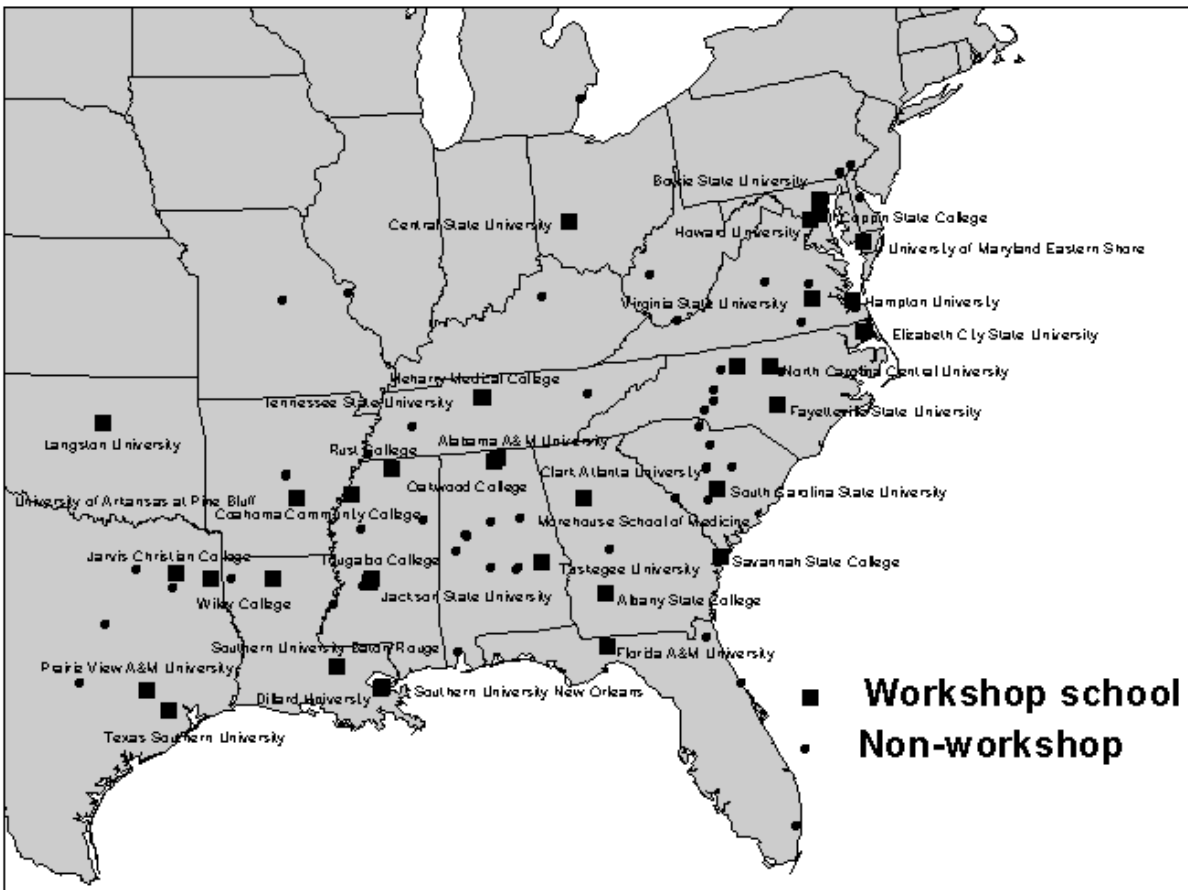 Bowie State University
Central State University
Coppin State College
Howard University
University of Maryland Eastern Shore
Virginia State University
Hampton University
Elizabeth City State University
Meharry Medical College
North Carolina Central University
Tennessee State University
Fayetteville State University
Langston University
Alabama A&M University
Rust College
Clark Atlanta University
Oakwood College
University of Arkansas at Pine Bluff
South Carolina State University
Coahoma Community College
Morehouse School of Medicine
Jarvis Christian College
Tougaloo College
Savannah State College
Tuskegee University
Wiley College
Jackson State University
Albany State College
Southern University Baton Rouge
Florida A&M University
Prairie View A&M University
Dillard University
Southern University New Orleans
Workshop school
Texas Southern University
Non-workshop